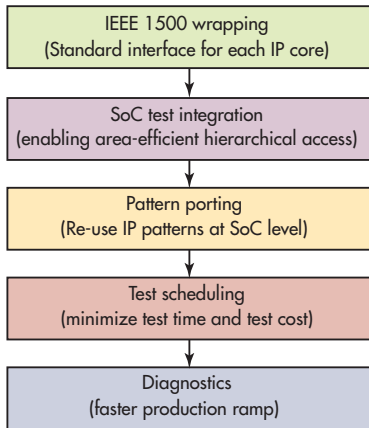 IEEE 1500 wrapping
(Standard interface for each IP core)
SoC test integration
(enabling area-efficient hierarchical access)
Pattern porting
(Re-use IP patterns at SoC level)
Test scheduling
(minimize test time and test cost)
Diagnostics
(faster production ramp)